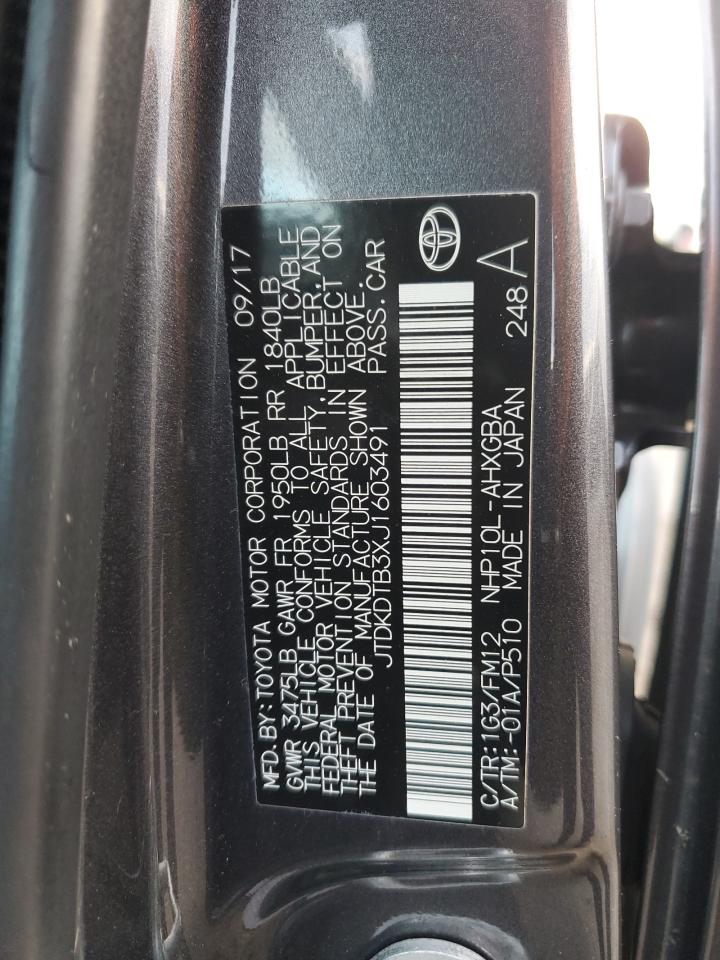 MFD. BY: TOYOTA MOTOR CORPORATION 09/17
GVWR 3475LB GAWR FR 1950LB RR 1840LB
THIS VEHICLE CONFORMS TO ALL APPLICABLE
FEDERAL MOTOR VEHICLE SAFETY, BUMPER, AND
THEFT PREVENTION STANDARDS IN EFFECT ON
THE DATE OF MANUFACTURE SHOWN ABOVE.
JTDKDTB3XJ1603491 PASS. CAR
C/TR: 1G3/FM12 NHP10L-AHXGBA
A/TM: -01A/P510 MADE IN JAPAN 248 A